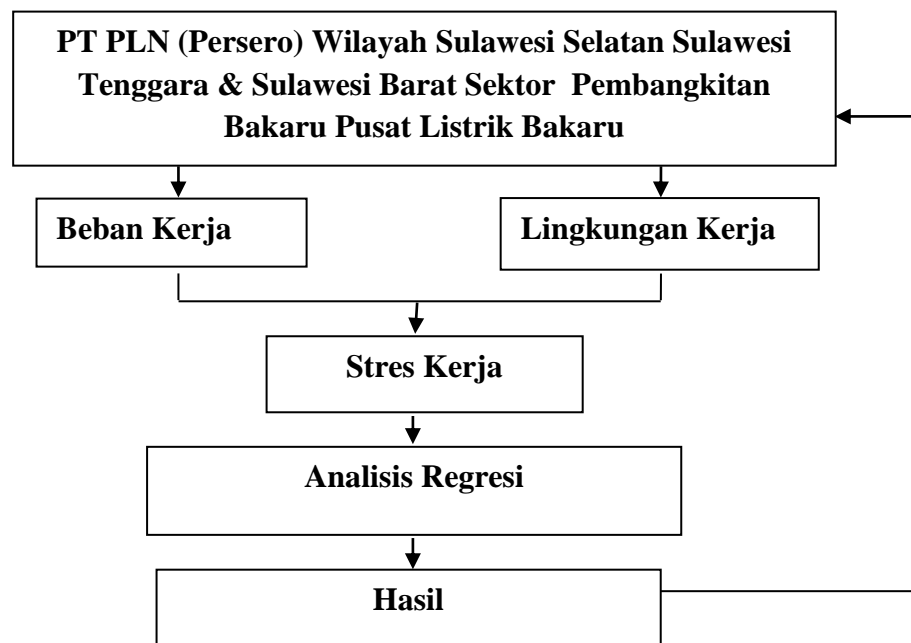 PT PLN (Persero) Wilayah Sulawesi Selatan Sulawesi
Tenggara & Sulawesi Barat Sektor Pembangkitan
Bakaru Pusat Listrik Bakaru
Beban Kerja
Lingkungan Kerja
Stres Kerja
Analisis Regresi
Hasil